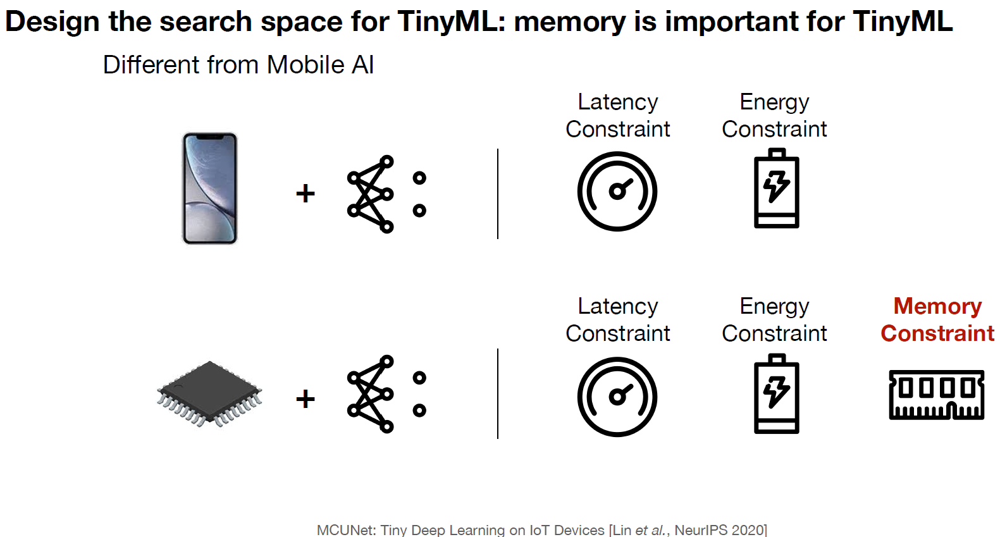 Design the search space for TinyML: memory is important for TinyML
Different from Mobile AI
Latency
Constraint
Energy
Constraint
+
Latency
Constraint
Energy
Constraint
Memory
Constraint
+
MCUNet: Tiny Deep Learning on IoT Devices [Lin et al., NeurIPS 2020]